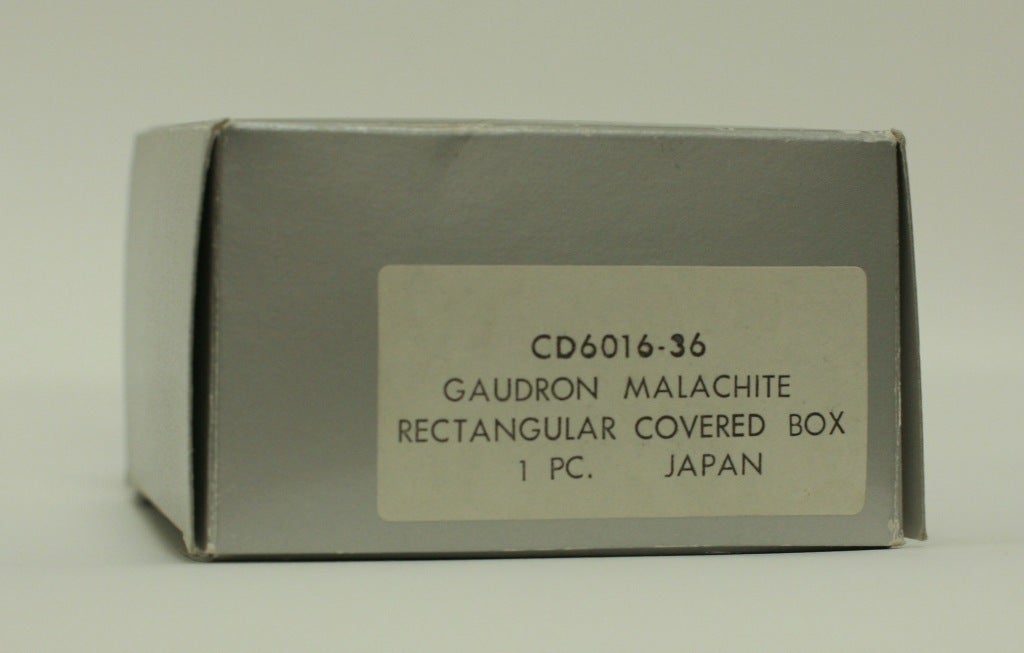 CD6016-36
GAUDRON MALACHITE
RECTANGULAR COVERED BOX
1 PC. JAPAN